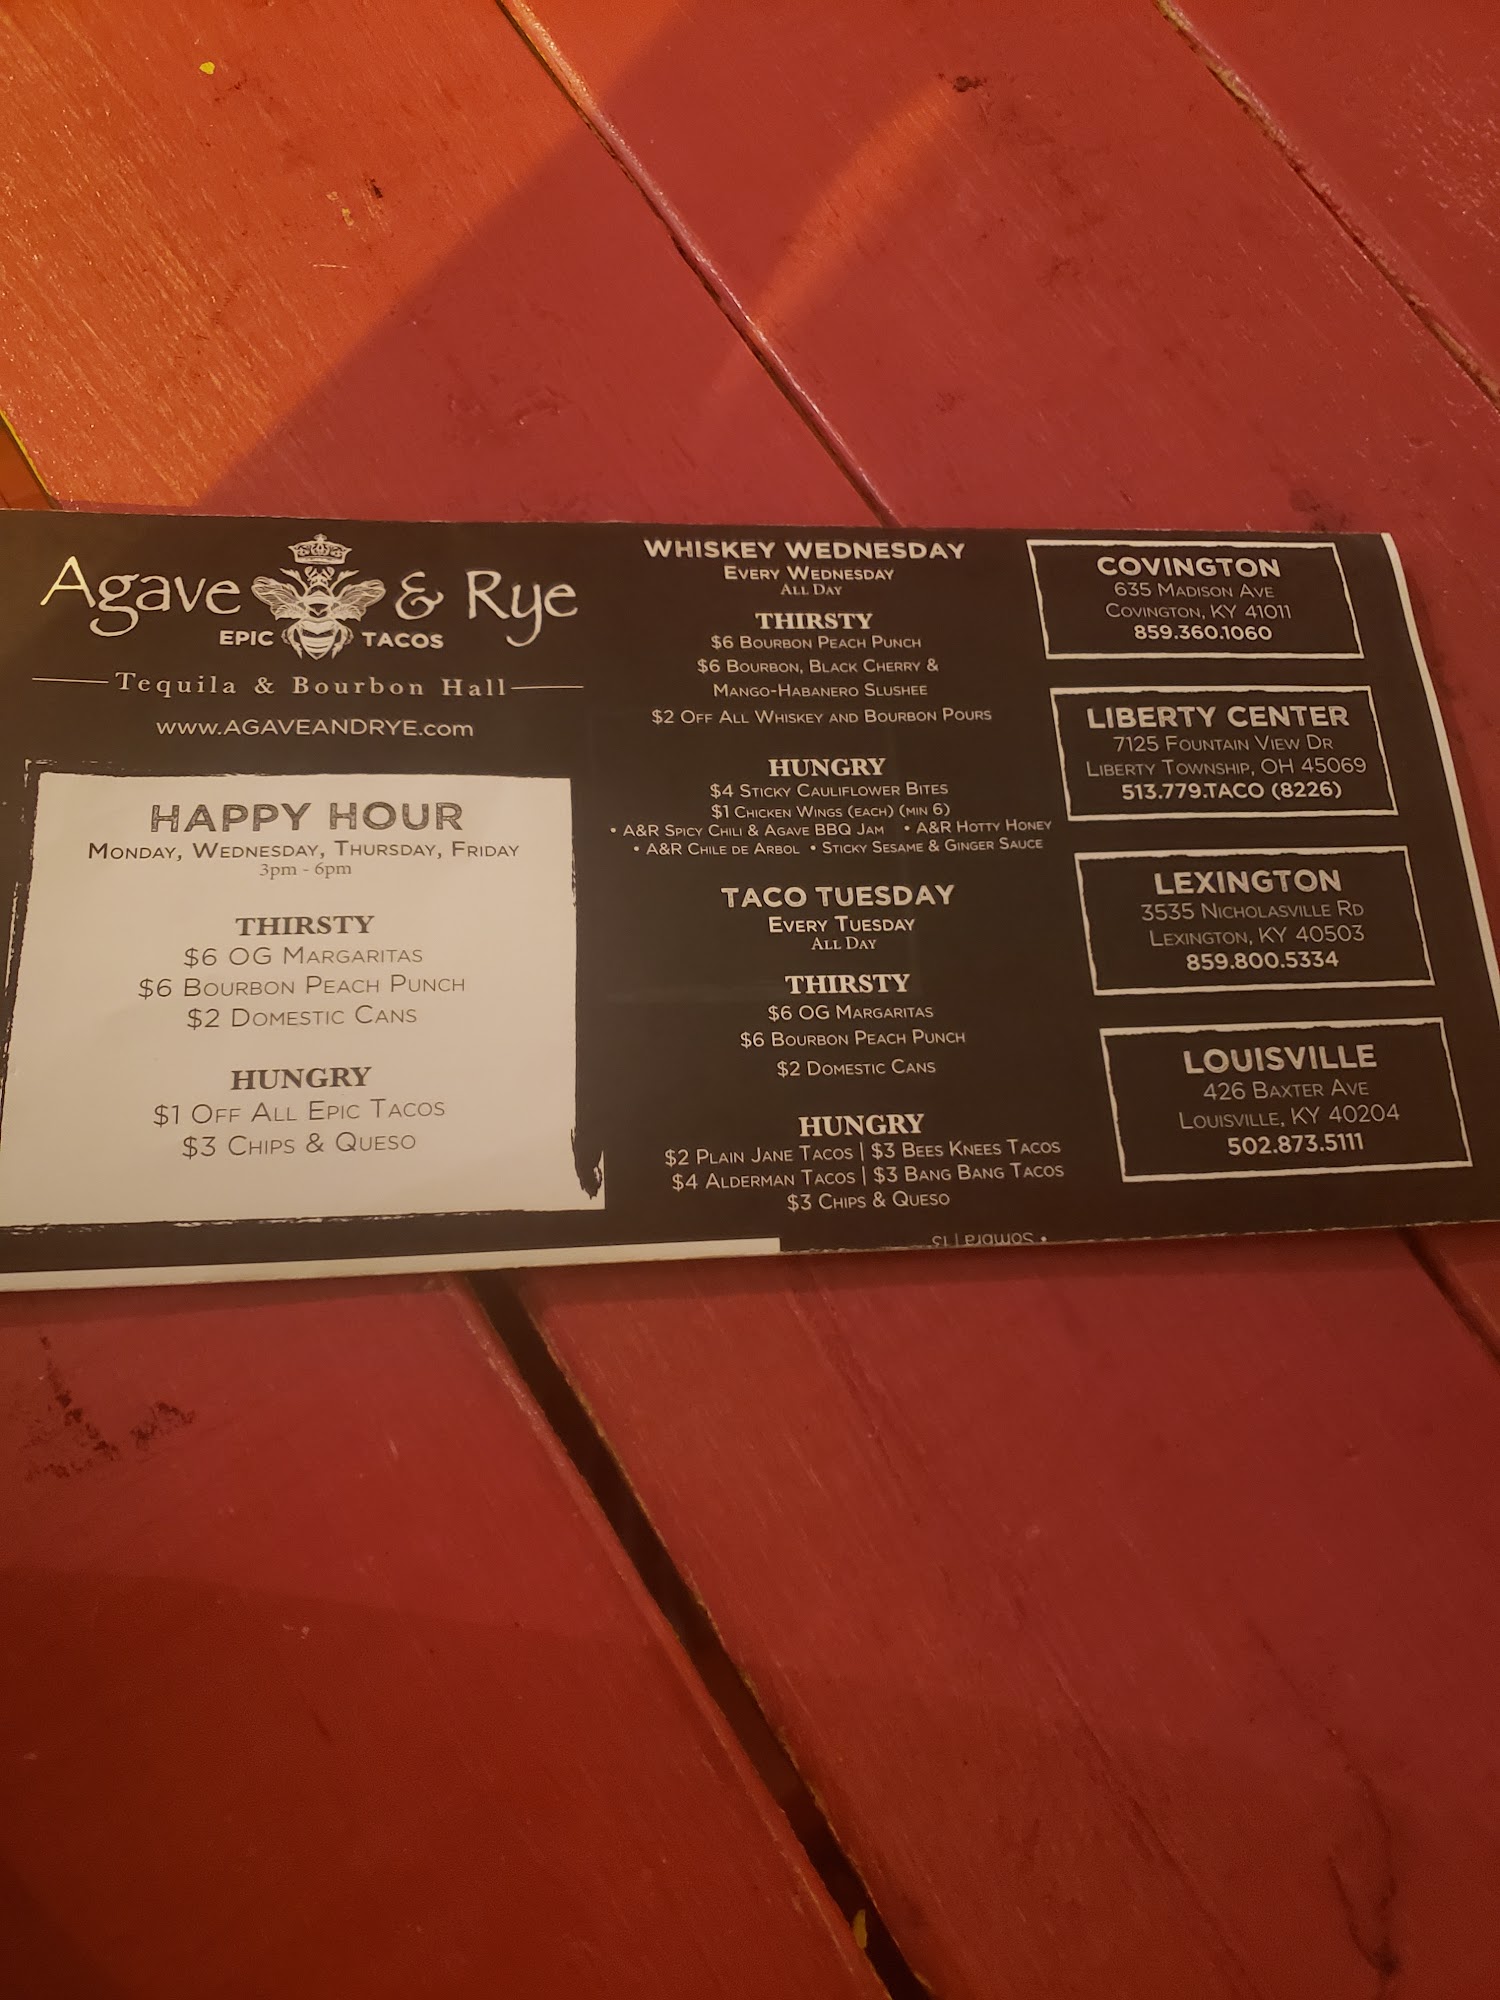 Agave & Rye
EPIC TACOS
Tequila & Bourbon Hall
www.AGAVEANDRYE.com
HAPPY HOUR
MONDAY, WEDNESDAY, THURSDAY, FRIDAY
3pm - 6pm
THIRSTY
$6 OG MARGARITAS
$6 BOURBON PEACH PUNCH
$2 DOMESTIC CANS
HUNGRY
$1 OFF ALL EPIC TACOS
$3 CHIPS & QUESO
WHISKEY WEDNESDAY
EVERY WEDNESDAY
ALL DAY
THIRSTY
$6 BOURBON PEACH PUNCH
$6 BOURBON, BLACK CHERRY &
MANGO-HABANERO SLUSHEE
$2 OFF ALL WHISKEY AND BOURBON POURS
HUNGRY
$4 STICKY CAULIFLOWER BITES
$1 CHICKEN WINGS (EACH) (MIN 6)
• A&R SPICY CHILI & AGAVE BBQ JAM • A&R HOTTY HONEY
• A&R CHILE DE ARBOL • STICKY SESAME & GINGER SAUCE
TACO TUESDAY
EVERY TUESDAY
ALL DAY
THIRSTY
$6 OG MARGARITAS
$6 BOURBON PEACH PUNCH
$2 DOMESTIC CANS
HUNGRY
$2 PLAIN JANE TACOS | $3 BEES KNEES TACOS
$4 ALDERMAN TACOS | $3 BANG BANG TACOS
$3 CHIPS & QUESO
COVINGTON
635 MADISON AVE
COVINGTON, KY 41011
859.360.1060
LIBERTY CENTER
7125 FOUNTAIN VIEW DR
LIBERTY TOWNSHIP, OH 45069
513.779.TACO (8226)
LEXINGTON
3535 NICHOLASVILLE RD
LEXINGTON, KY 40503
859.800.5334
LOUISVILLE
426 BAXTER AVE
LOUISVILLE, KY 40204
502.873.5111